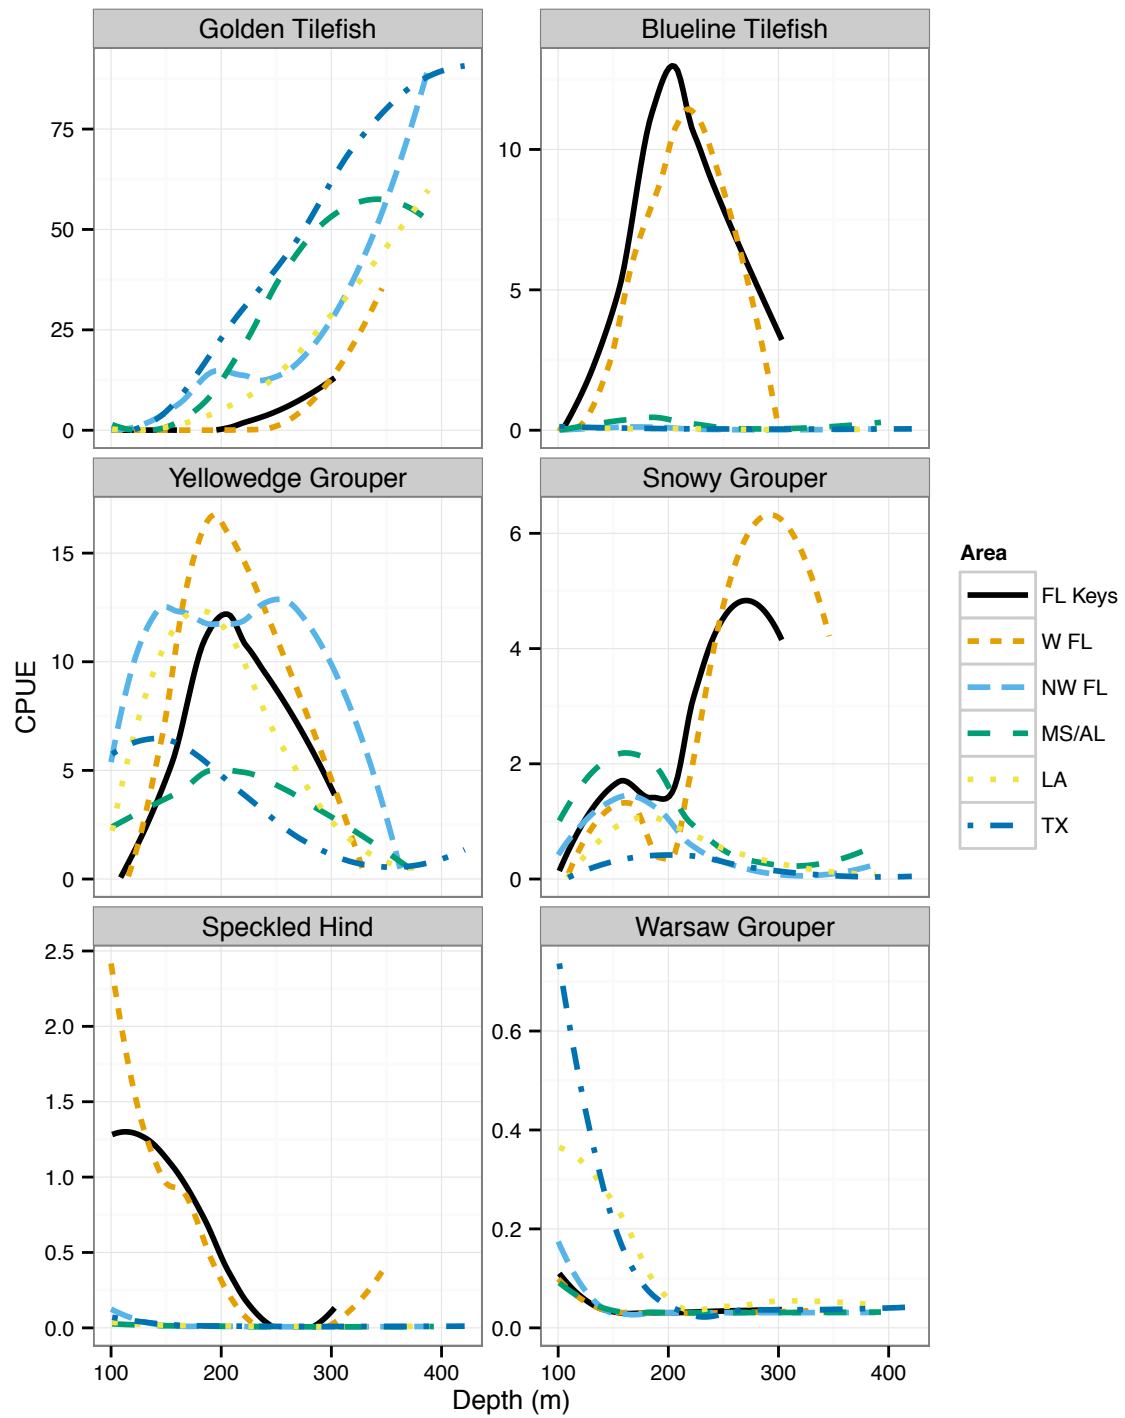 Golden Tilefish
Blueline Tilefish
75
50
25
0
10
5
0
Yellowedge Grouper
Snowy Grouper
15
10
5
0
6
4
2
0
CPUE
Area
FL Keys
W FL
NW FL
MS/AL
LA
TX
Speckled Hind
Warsaw Grouper
2.5
2.0
1.5
1.0
0.5
0.0
0.6
0.4
0.2
0.0
100 200 300 400
100 200 300 400
Depth (m)